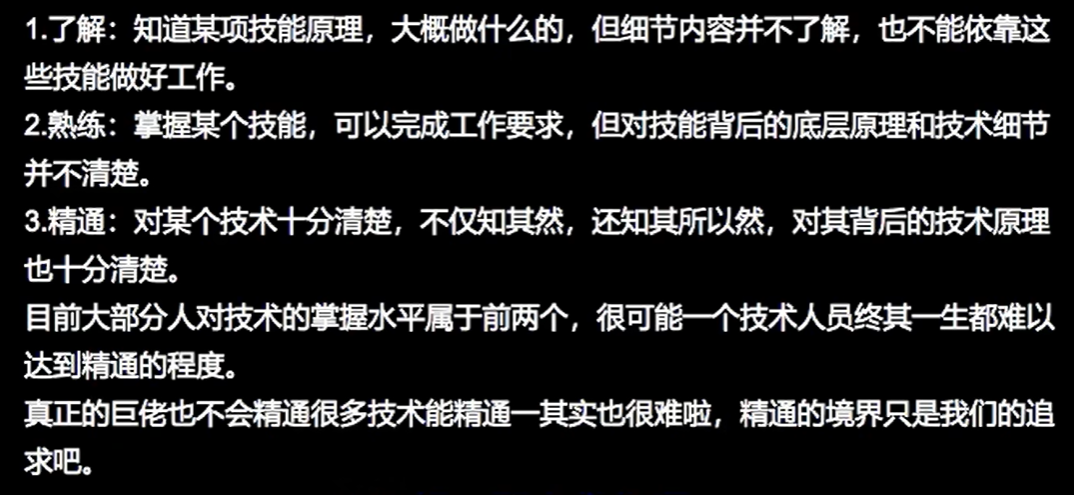 1.了解：知道某项技能原理，大概做什么的，但细节内容并不了解，也不能依靠这
些技能做好工作。
2.熟练：掌握某个技能，可以完成工作要求，但对技能背后的底层原理和技术细节
并不清楚。
3.精通：对某个技术十分清楚，不仅知其然，还知其所以然，对其背后的技术原理
也十分清楚。
目前大部分人对技术的掌握水平属于前两个，很可能一个技术人员终其一生都难以
达到精通的程度。
真正的巨佬也不会精通很多技术能精通一其实也很难啦，精通的境界只是我们的追
求吧。